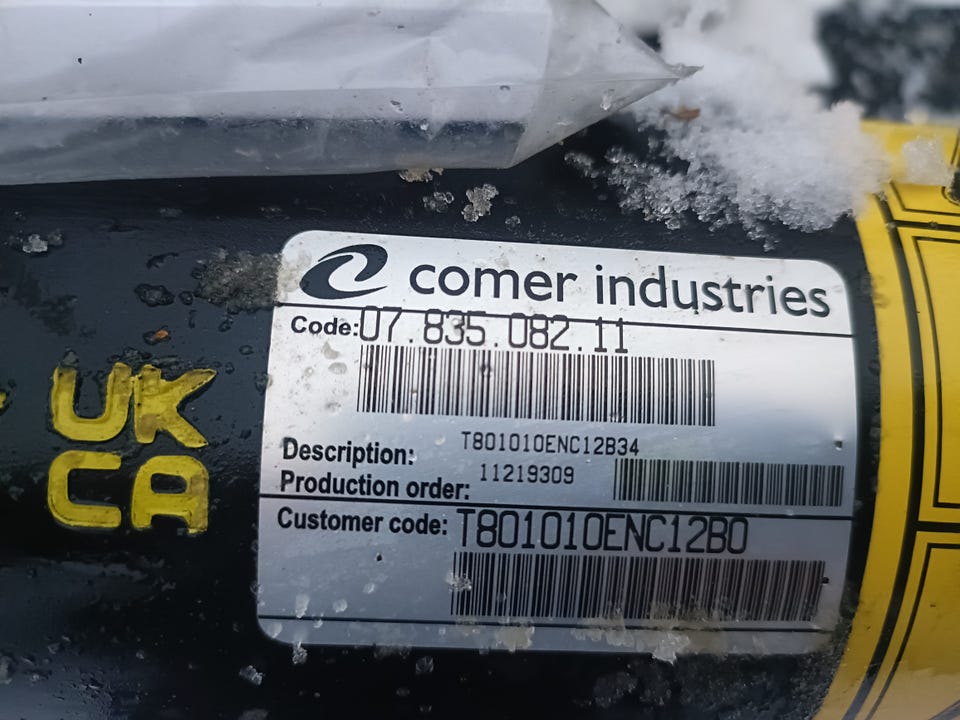 comer industries
Code: 07.835.082.11
Description: T801010ENC12B34
Production order: 11219309
Customer code: T801010ENC12B0
UK
CA